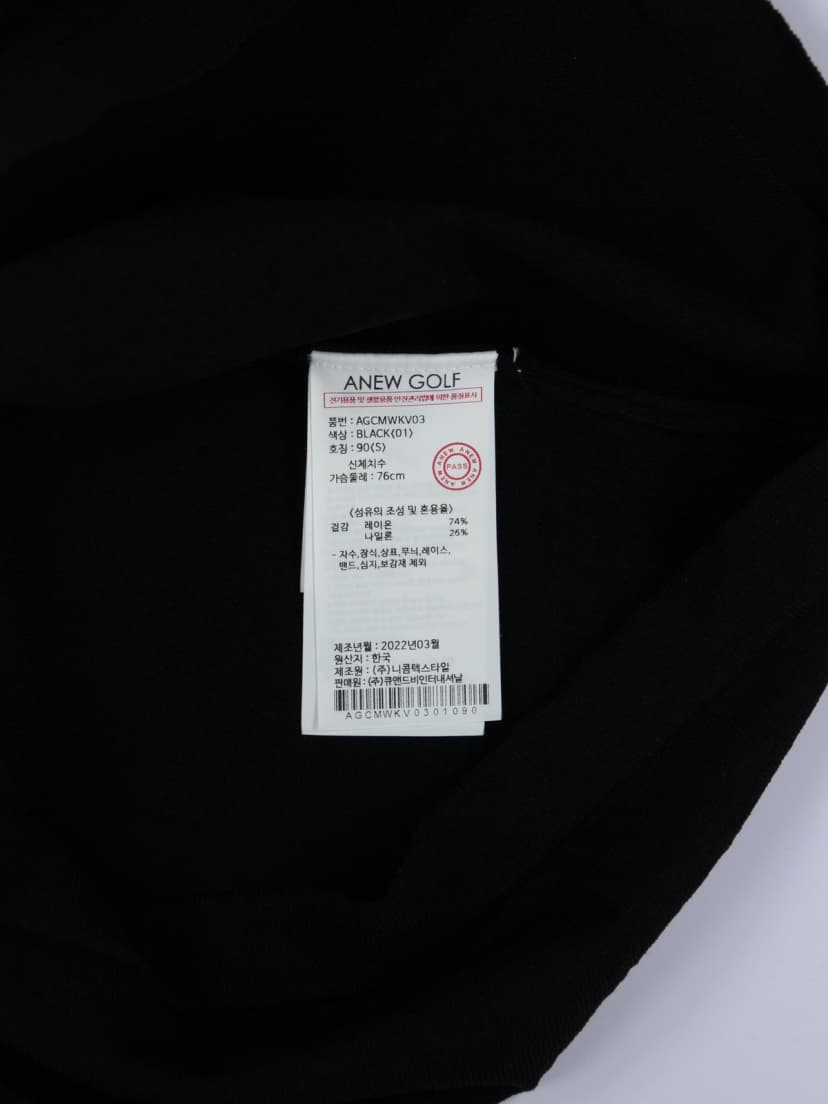 ANEW GOLF
전기용품 및 생활용품 안전관리법에 의한 품질표시
품번 : AGCMWKV03
색상 : BLACK(01)
호칭 : 90(S)
신체치수
가슴둘레 : 76cm
ANEW ANEW ANEW ANEW
PASS
<섬유의 조성 및 혼용율>
겉감 레이온 74%
나일론 26%
- 자수,장식,상표,무늬,레이스,
밴드,심지,보강재 제외
제조년월 : 2022년03월
원산지 : 한국
제조원 : (주)니콤텍스타일
판매원 : (주)큐앤드비인터내셔날
AGCMWKV0301090